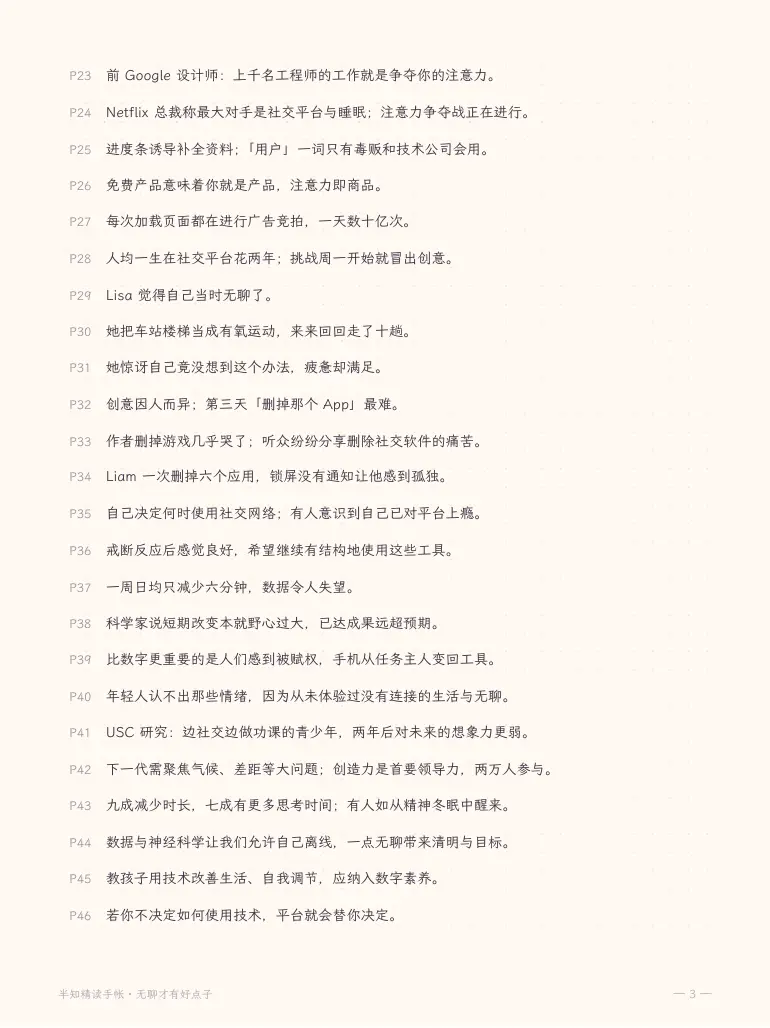 P23 前 Google 设计师：上千名工程师的工作就是争夺你的注意力。
P24 Netflix 总裁称最大对手是社交平台与睡眠；注意力争夺战正在进行。
P25 进度条诱导补全资料；「用户」一词只有毒贩和技术公司会用。
P26 免费产品意味着你就是产品，注意力即商品。
P27 每次加载页面都在进行广告竞拍，一天数十亿次。
P28 人均一生在社交平台花两年；挑战周一开始就冒出创意。
P29 Lisa 觉得自己当时无聊了。
P30 她把车站楼梯当成有氧运动，来来回回走了十趟。
P31 她惊讶自己竟没想到这个办法，疲惫却满足。
P32 创意因人而异；第三天「删掉那个 App」最难。
P33 作者删掉游戏几乎哭了；听众纷纷分享删除社交软件的痛苦。
P34 Liam 一次删掉六个应用，锁屏没有通知让他感到孤独。
P35 自己决定何时使用社交网络；有人意识到自己已对平台上瘾。
P36 戒断反应后感觉良好，希望继续有结构地使用这些工具。
P37 一周日均只减少六分钟，数据令人失望。
P38 科学家说短期改变本就野心过大，已达成果远超预期。
P39 比数字更重要的是人们感到被赋权，手机从任务主人变回工具。
P40 年轻人认不出那些情绪，因为从未体验过没有连接的生活与无聊。
P41 USC 研究：边社交边做功课的青少年，两年后对未来的想象力更弱。
P42 下一代需聚焦气候、差距等大问题；创造力是首要领导力，两万人参与。
P43 九成减少时长，七成有更多思考时间；有人如从精神冬眠中醒来。
P44 数据与神经科学让我们允许自己离线，一点无聊带来清明与目标。
P45 教孩子用技术改善生活、自我调节，应纳入数字素养。
P46 若你不决定如何使用技术，平台就会替你决定。
半知精读手帐·无聊才有好点子
— 3 —